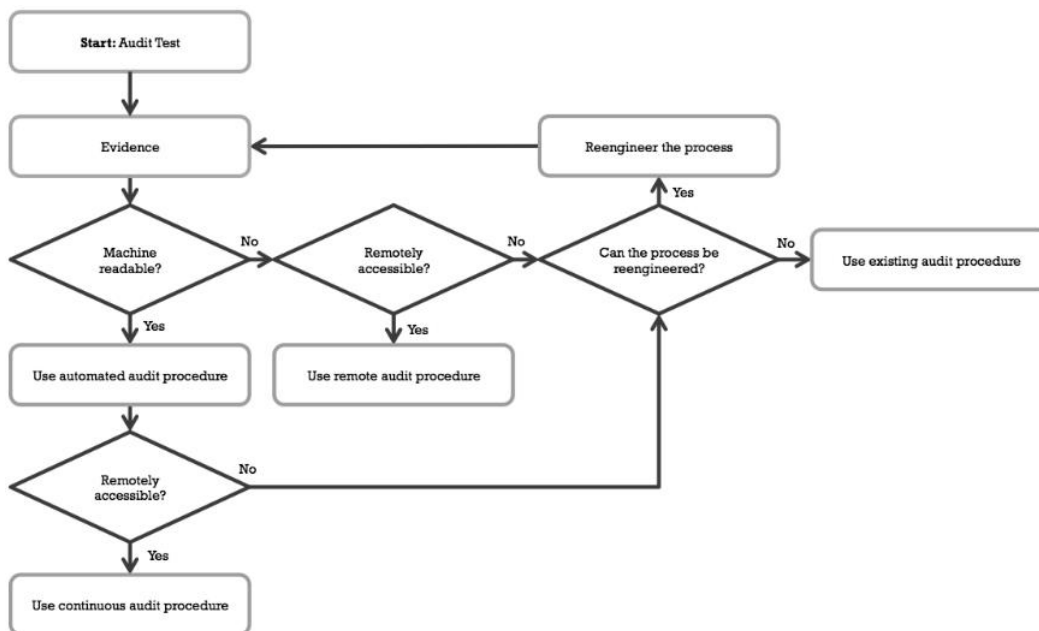 Start: Audit Test
Evidence
Reengineer the process
Yes
Machine
readable?
No
Remotely
accessible?
No
Can the process be
reengineered?
No
Use existing audit procedure
Yes
Yes
Use automated audit procedure
Use remote audit procedure
Remotely
accessible?
No
Yes
Use continuous audit procedure